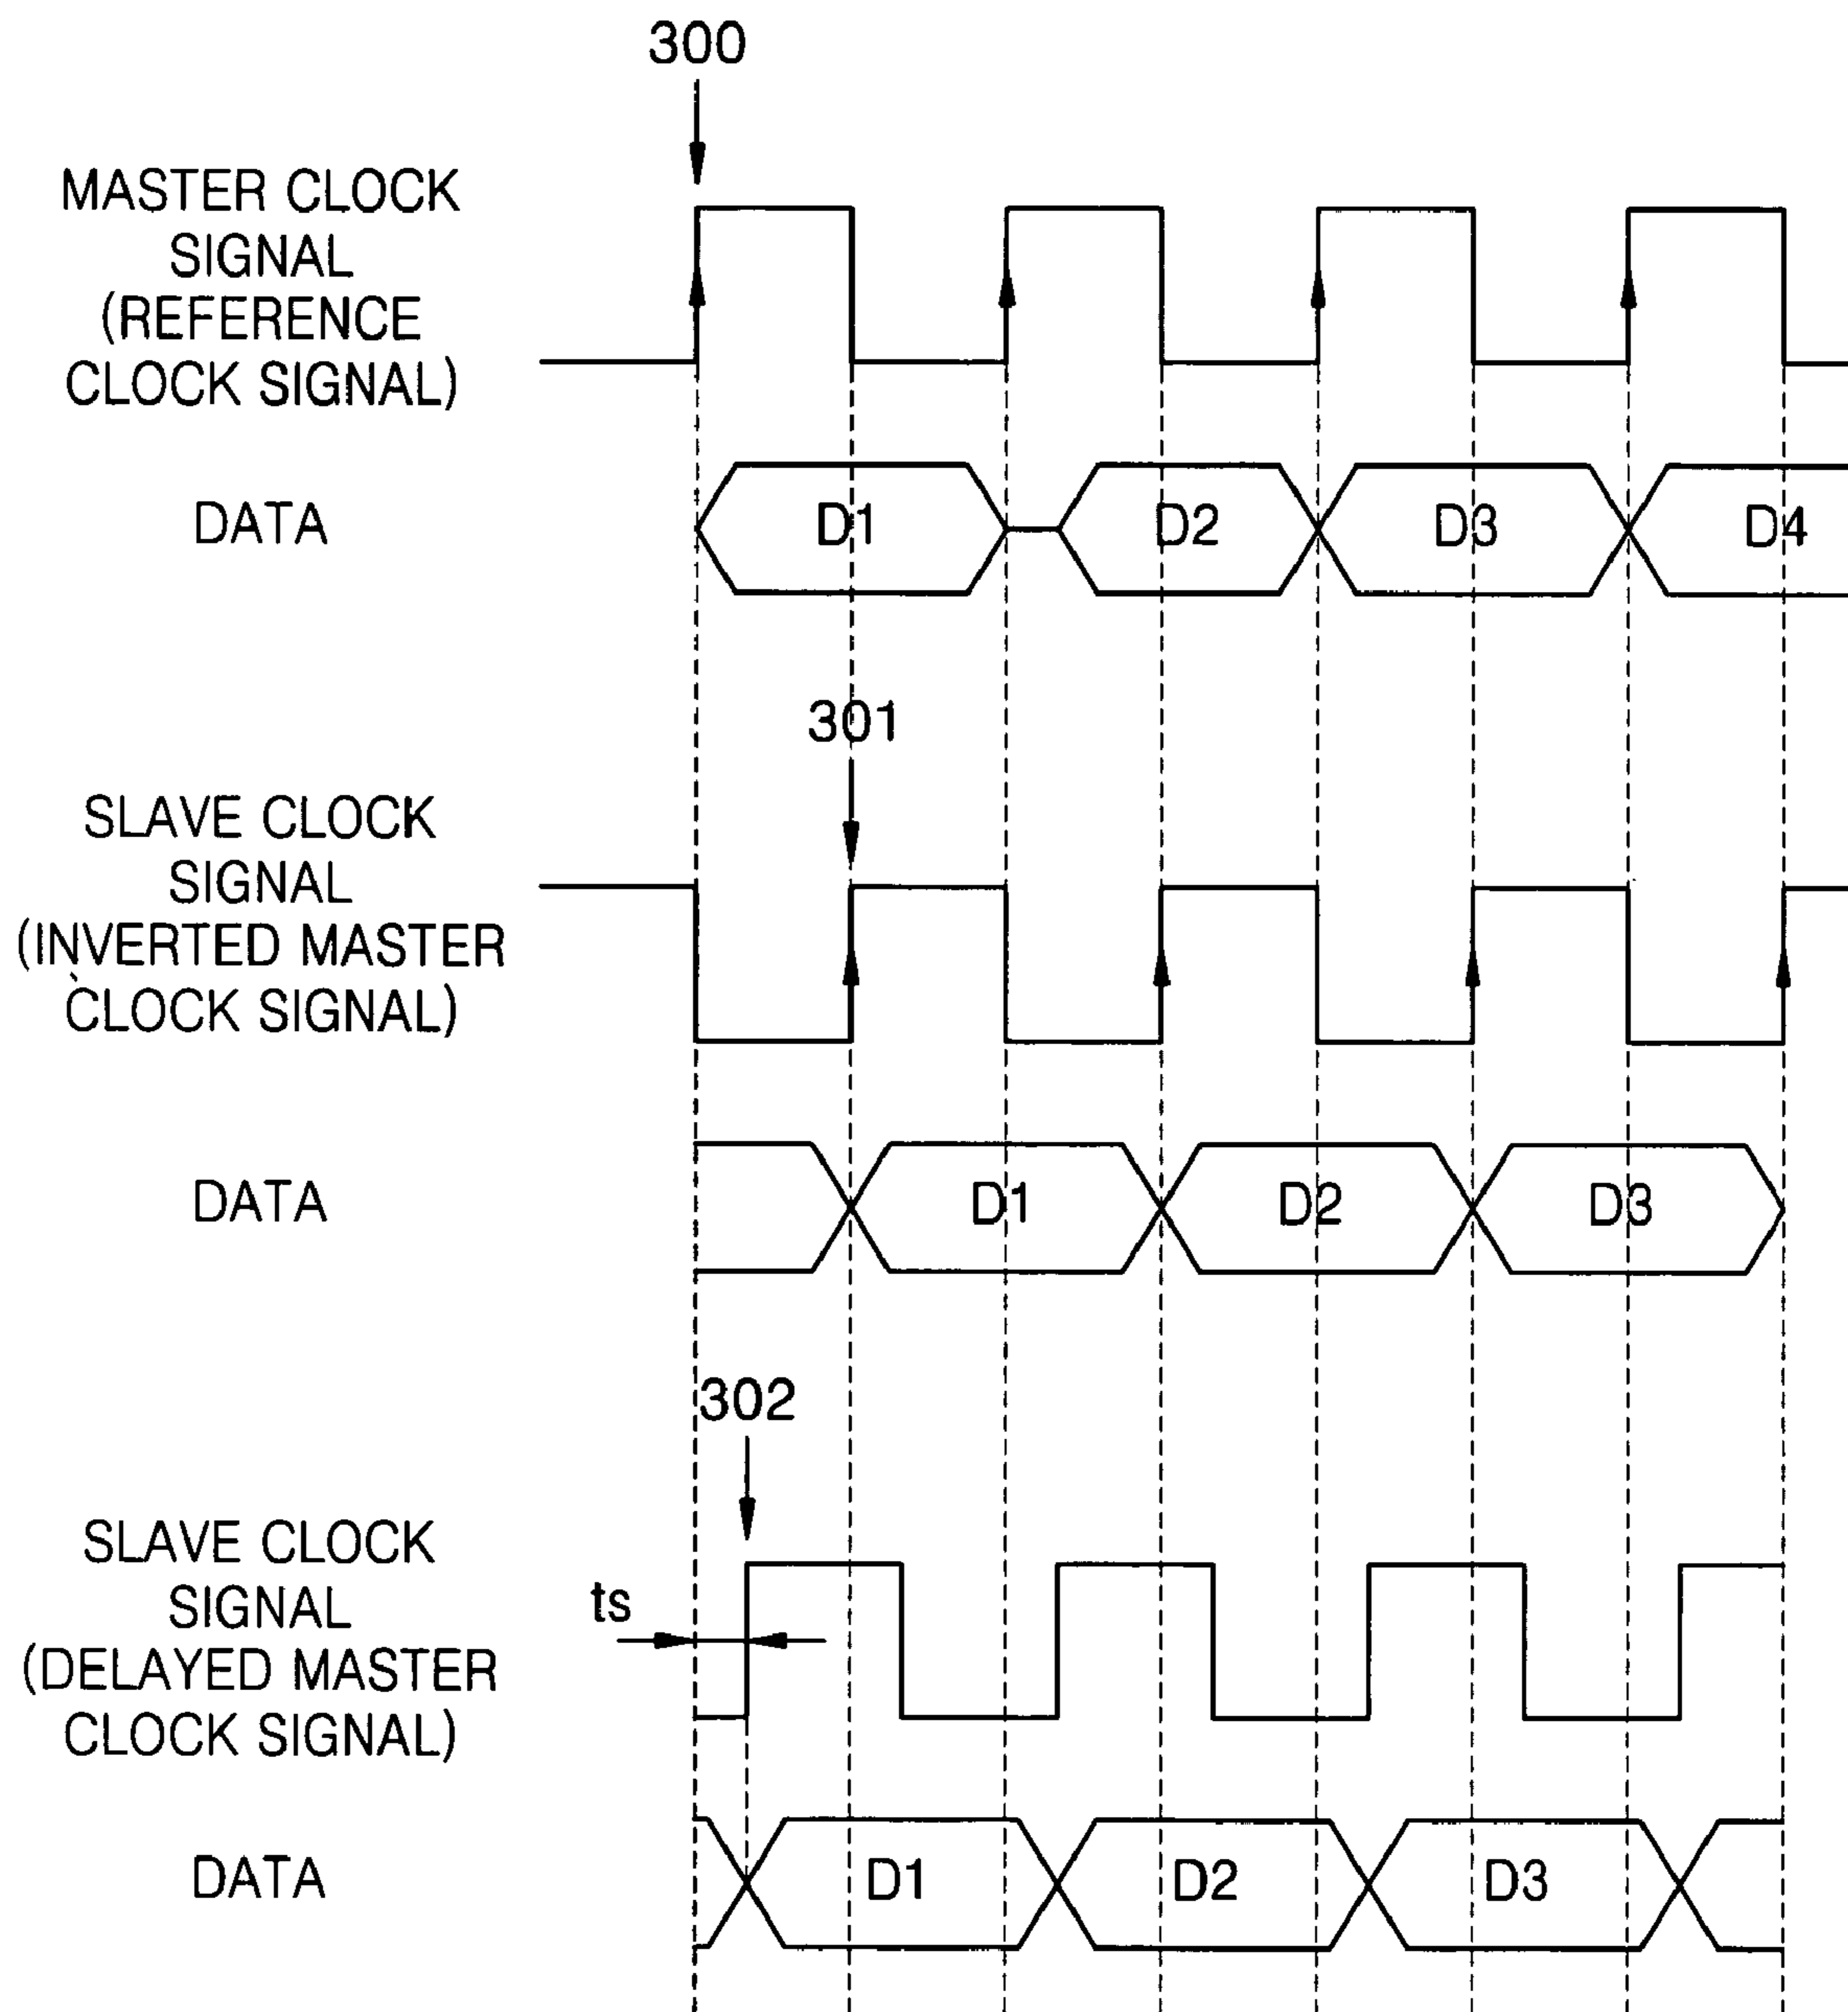 300
MASTER CLOCK
SIGNAL
(REFERENCE
CLOCK SIGNAL)
DATA
D1 D2 D3 D4
301
SLAVE CLOCK
SIGNAL
(INVERTED MASTER
CLOCK SIGNAL)
DATA
D1 D2 D3
302
SLAVE CLOCK
SIGNAL
(DELAYED MASTER
CLOCK SIGNAL)
ts
DATA
D1 D2 D3